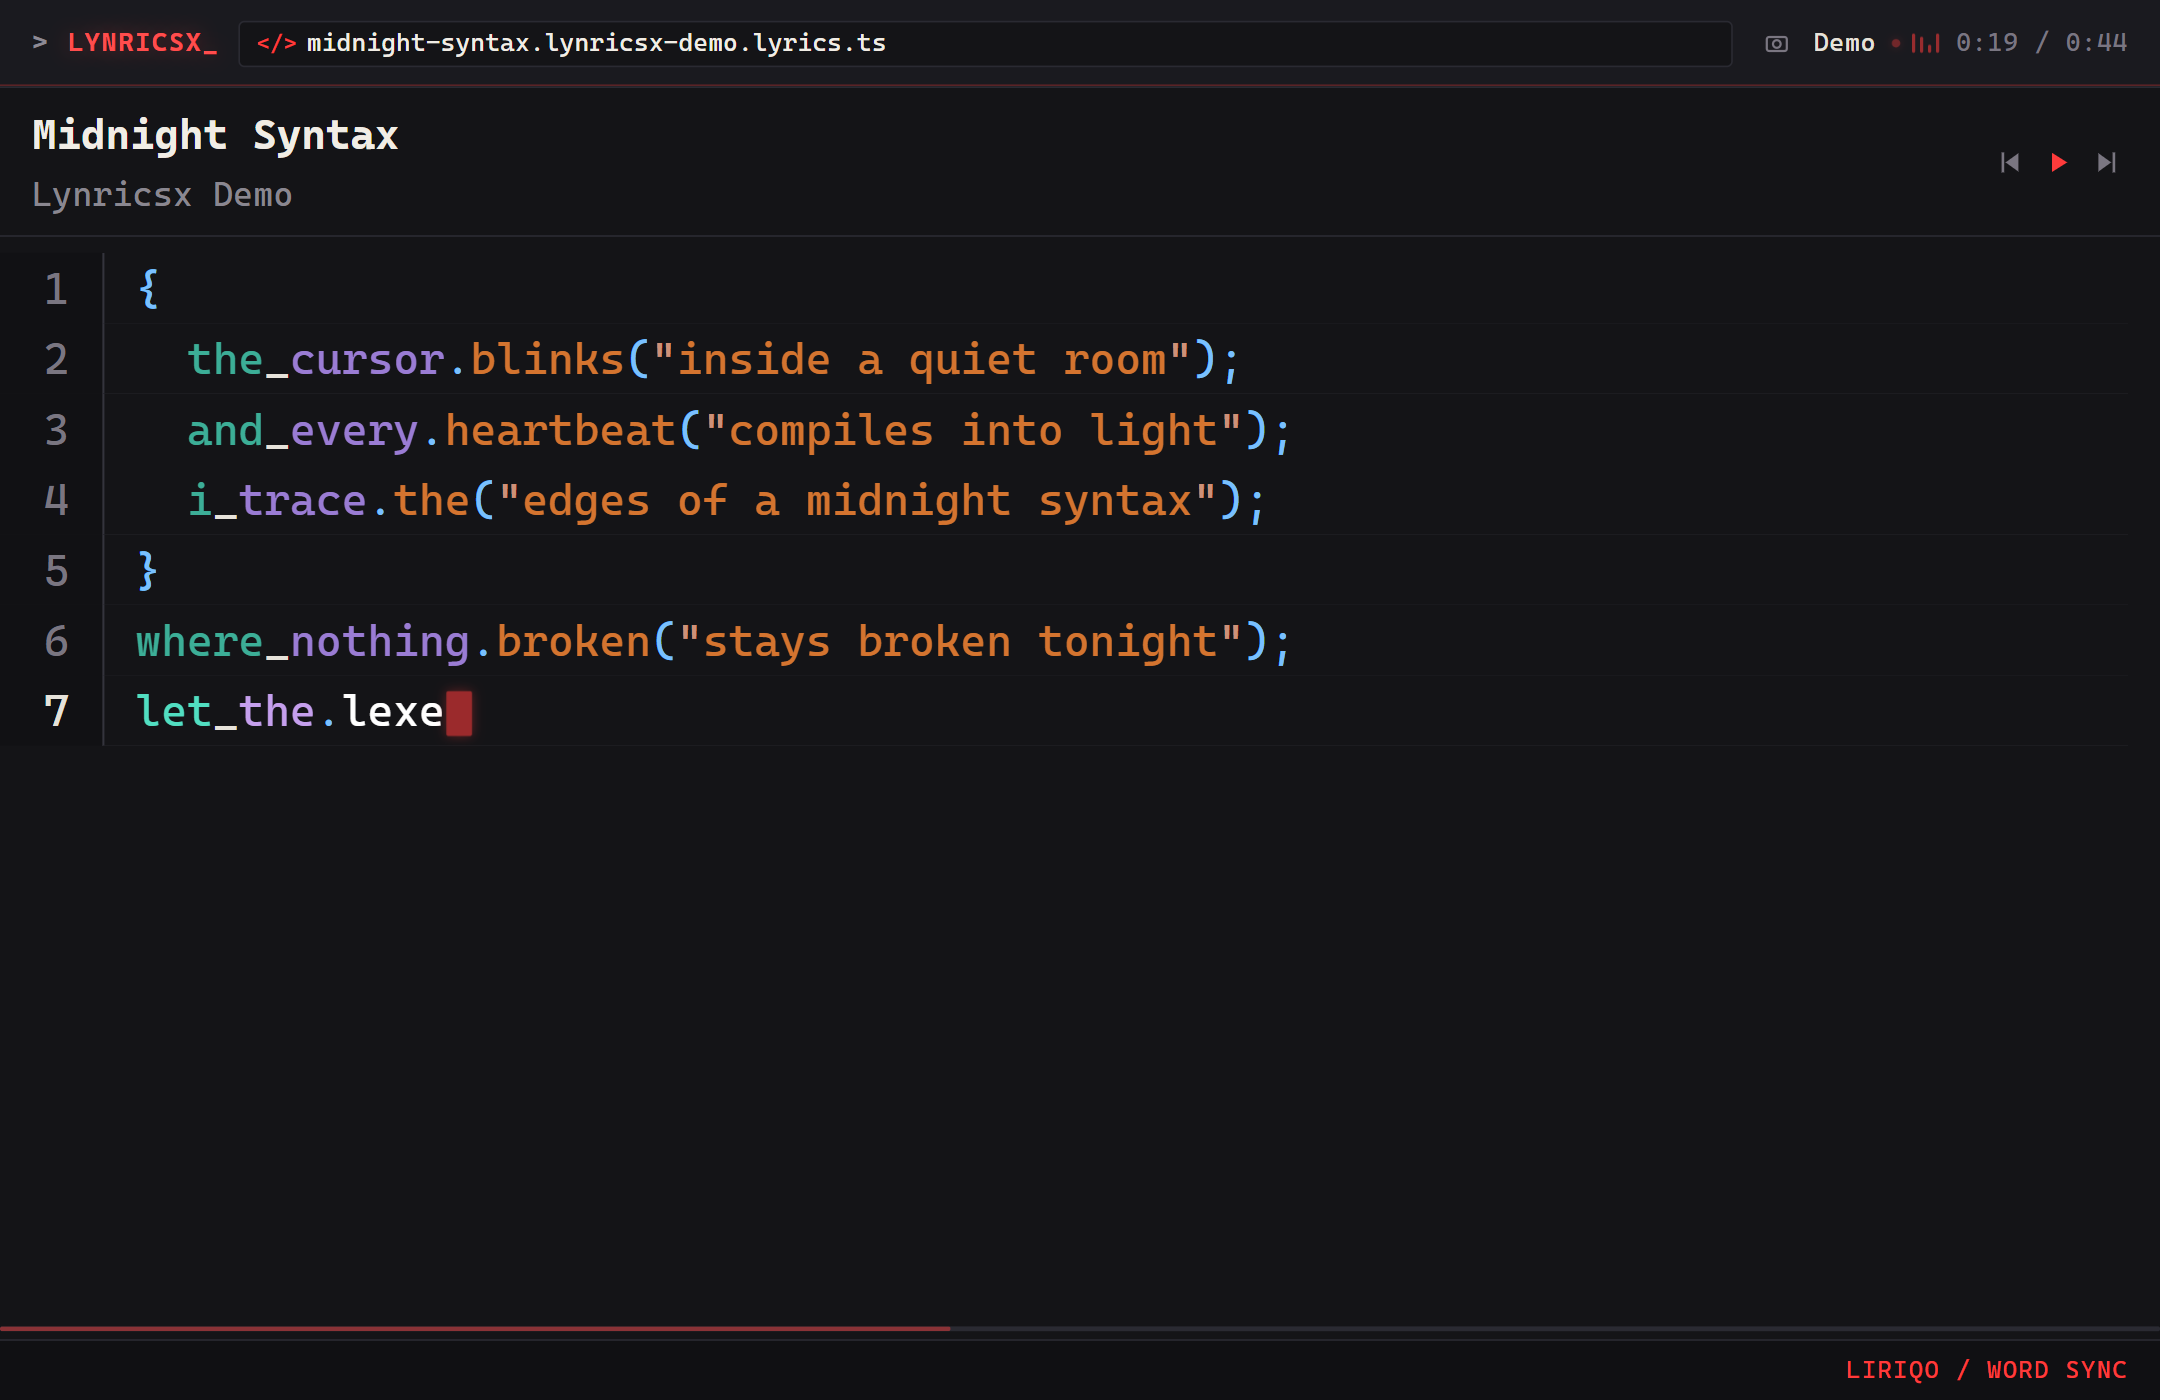 > LYNRICSX_ </> midnight-syntax.lynricsx-demo.lyrics.ts Demo 0:19 / 0:44
Midnight Syntax
Lynricsx Demo
1 {
2 the_cursor.blinks("inside a quiet room");
3 and_every.heartbeat("compiles into light");
4 i_trace.the("edges of a midnight syntax");
5 }
6 where_nothing.broken("stays broken tonight");
7 let_the.lexe
LIRIQO / WORD SYNC